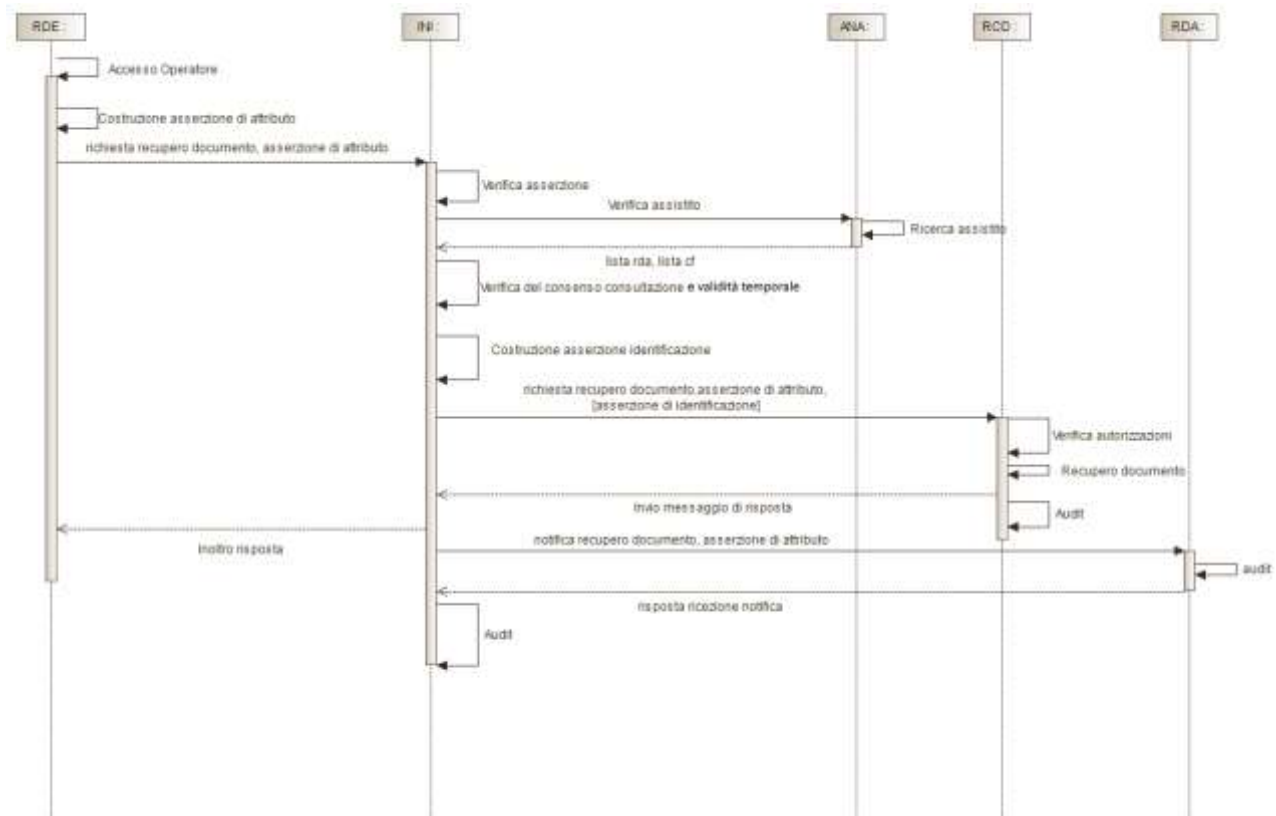 RDE:
INI:
ANA:
RCD:
RDA:
Accesso Operatore
Costruzione asserzione di attributo
richiesta recupero documento, asserzione di attributo
Verifica asserzione
Verifica assistito
Ricerca assistito
lista rda, lista cf
Verifica del consenso consultazione e validità temporale
Costruzione asserzione identificazione
richiesta recupero documento,asserzione di attributo,
[asserzione di identificazione]
Verifica autorizzazioni
Recupero documento
Invio messaggio di risposta
Audit
Inoltro risposta
notifica recupero documento, asserzione di attributo
audit
risposta ricezione notifica
Audit